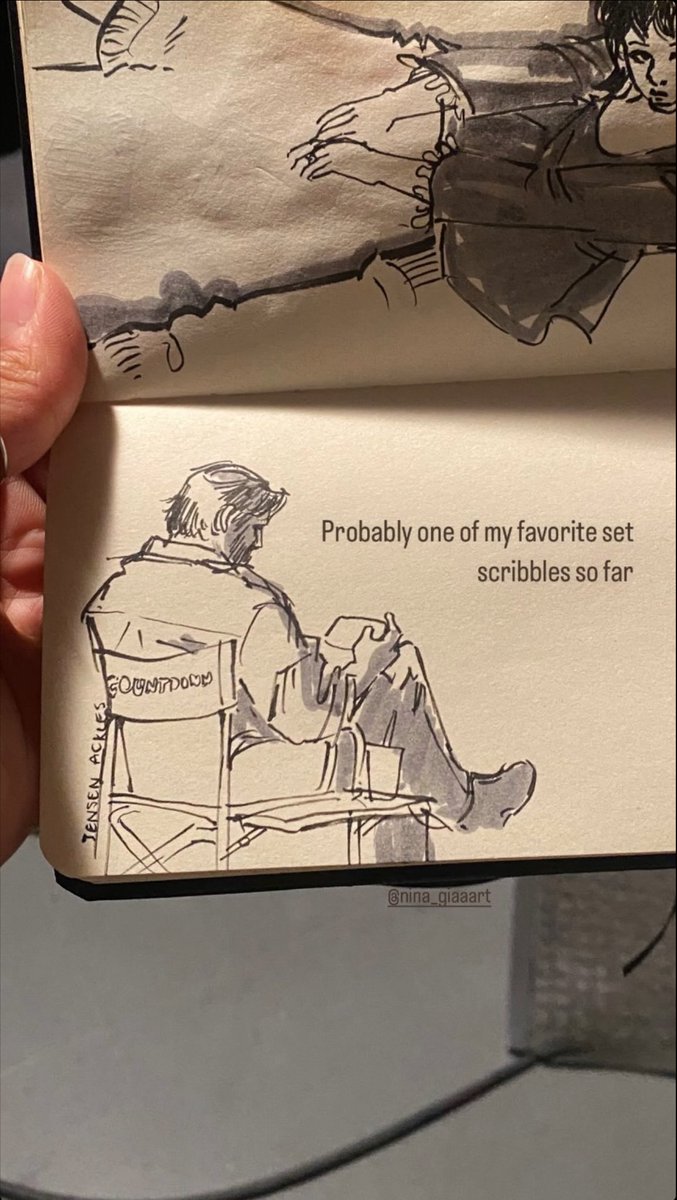 Probably one of my favorite set
scribbles so far
COUNTDOWN
JENSEN ACKLES
@nina_giaaart